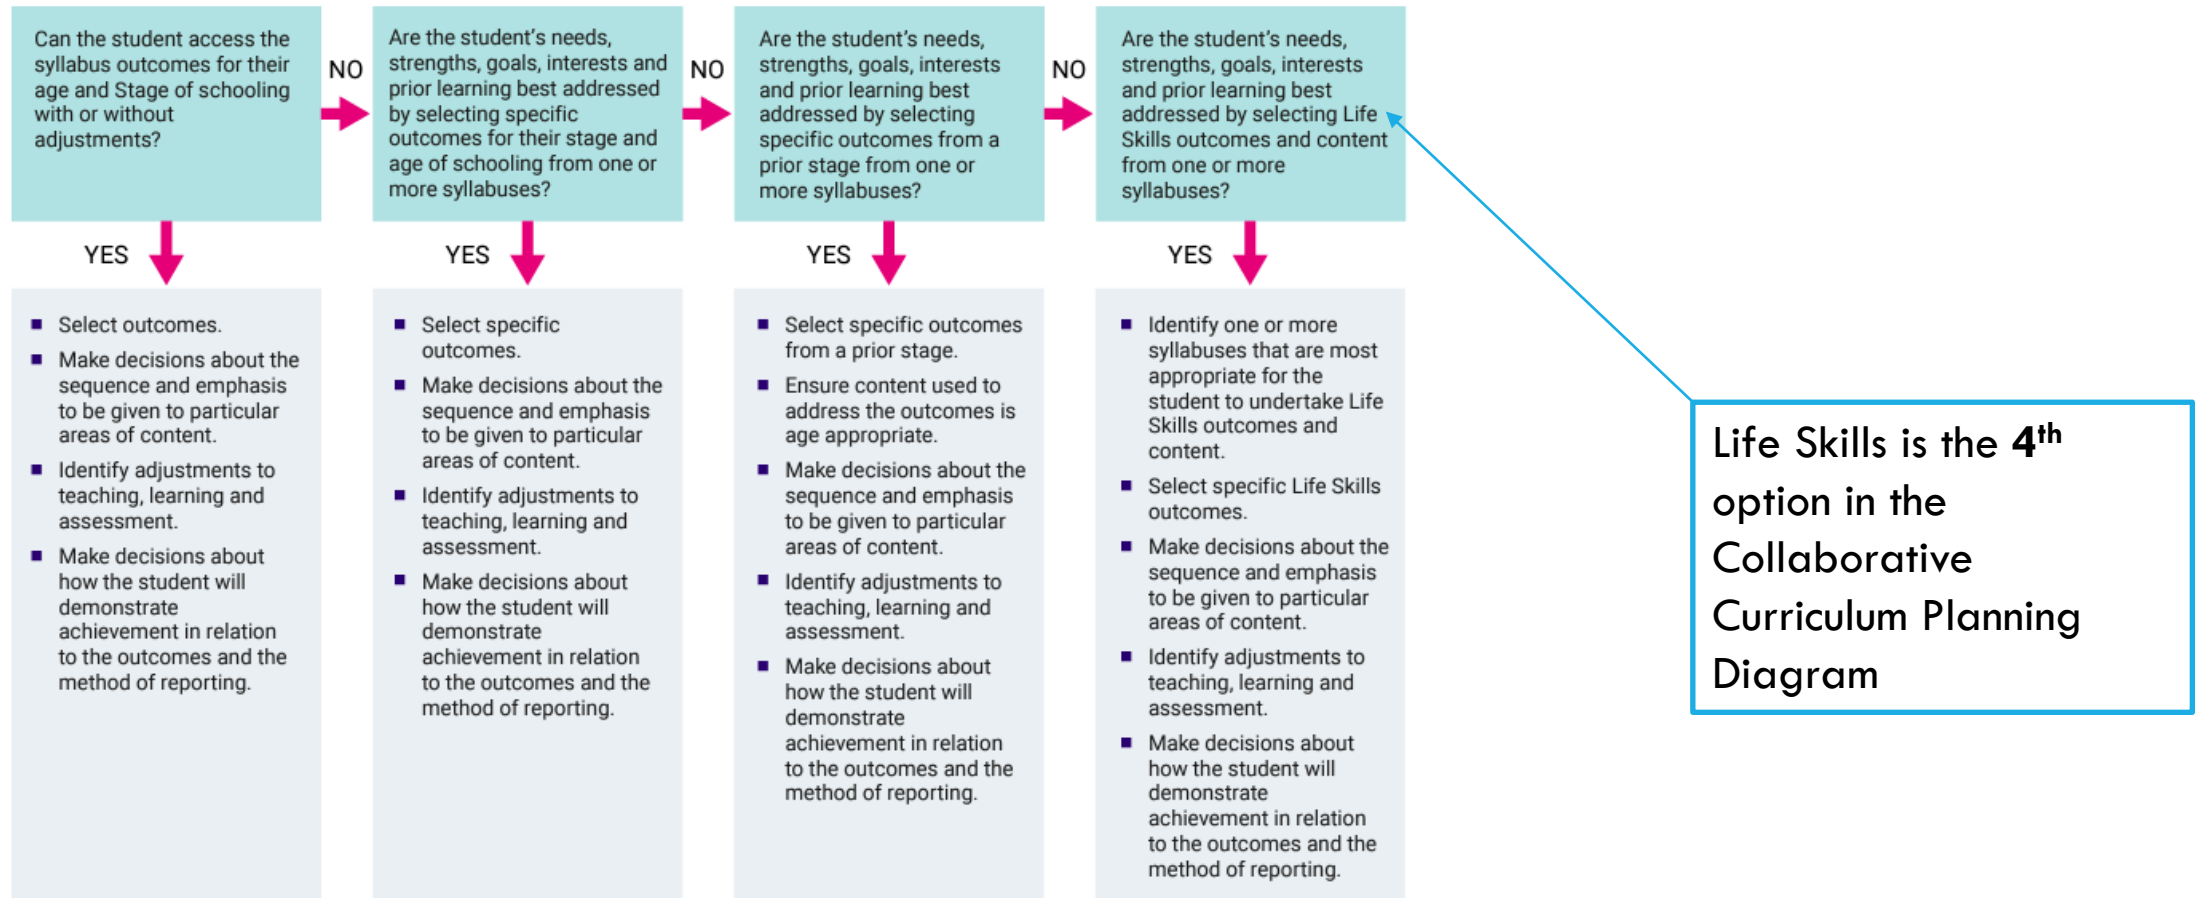 Can the student access the
syllabus outcomes for their
age and Stage of schooling
with or without
adjustments?
NO
Are the student's needs,
strengths, goals, interests and
prior learning best addressed
by selecting specific
outcomes for their stage and
age of schooling from one or
more syllabuses?
NO
Are the student's needs,
strengths, goals, interests
and prior learning best
addressed by selecting
specific outcomes from a
prior stage from one or
more syllabuses?
NO
Are the student's needs,
strengths, goals, interests
and prior learning best
addressed by selecting Life
Skills outcomes and content
from one or more
syllabuses?
YES
YES
YES
YES
Select outcomes.
Make decisions about the
sequence and emphasis
to be given to particular
areas of content.
Identify adjustments to
teaching, learning and
assessment.
Make decisions about
how the student will
demonstrate
achievement in relation
to the outcomes and the
method of reporting.
Select specific
outcomes.
Make decisions about the
sequence and emphasis
to be given to particular
areas of content.
Identify adjustments to
teaching, learning and
assessment.
Make decisions about
how the student will
demonstrate
achievement in relation
to the outcomes and the
method of reporting.
Select specific outcomes
from a prior stage.
Ensure content used to
address the outcomes is
age appropriate.
Make decisions about the
sequence and emphasis
to be given to particular
areas of content.
Identify adjustments to
teaching, learning and
assessment.
Make decisions about
how the student will
demonstrate
achievement in relation
to the outcomes and the
method of reporting.
Identify one or more
syllabuses that are most
appropriate for the
student to undertake Life
Skills outcomes and
content.
Select specific Life Skills
outcomes.
Make decisions about the
sequence and emphasis
to be given to particular
areas of content.
Identify adjustments to
teaching, learning and
assessment.
Make decisions about
how the student will
demonstrate
achievement in relation
to the outcomes and the
method of reporting.
Life Skills is the 4th
option in the
Collaborative
Curriculum Planning
Diagram